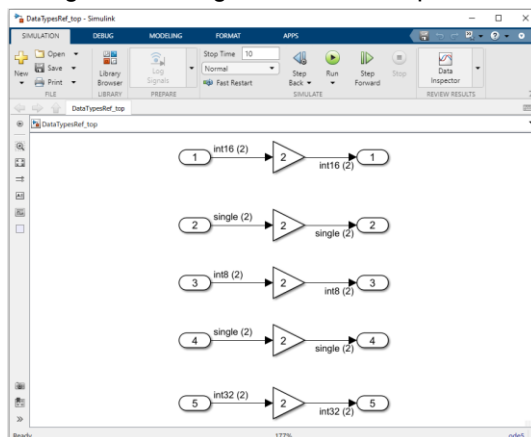 DataTypesRef_top - Simulink
SIMULATION DEBUG MODELING FORMAT APPS
New
Open
Save
Print
FILE
Library Browser
LIBRARY
Log Signals
PREPARE
Stop Time 10
Normal
Fast Restart
Step Back
Run
Step Forward
Stop
SIMULATE
Data Inspector
REVIEW RESULTS
DataTypesRef_top
DataTypesRef_top
1 int16 (2) 2 int16 (2) 1
2 single (2) 2 single (2) 2
3 int8 (2) 2 int8 (2) 3
4 single (2) 2 single (2) 4
5 int32 (2) 2 int32 (2) 5
Ready 177% ode5